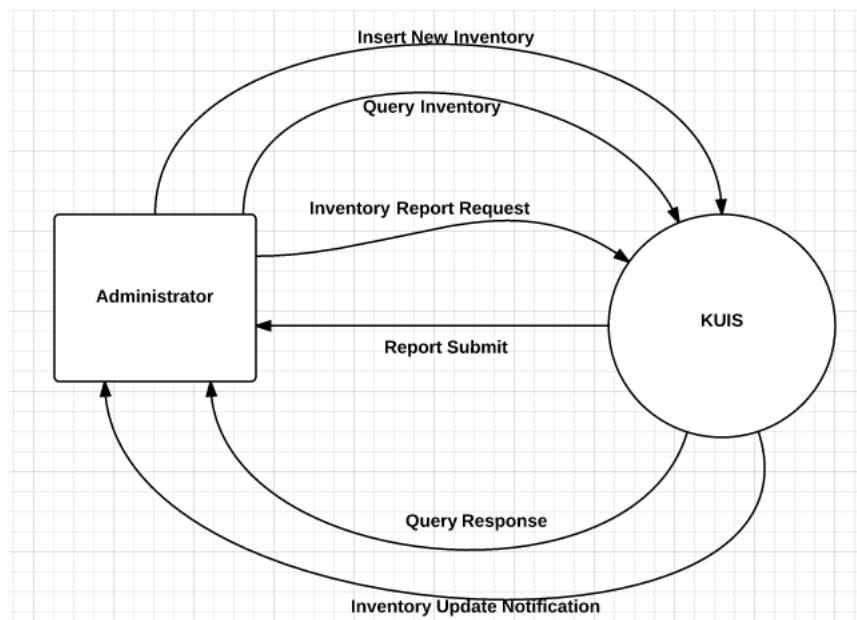 Insert New Inventory
Query Inventory
Inventory Report Request
Administrator
KUIS
Report Submit
Query Response
Inventory Update Notification